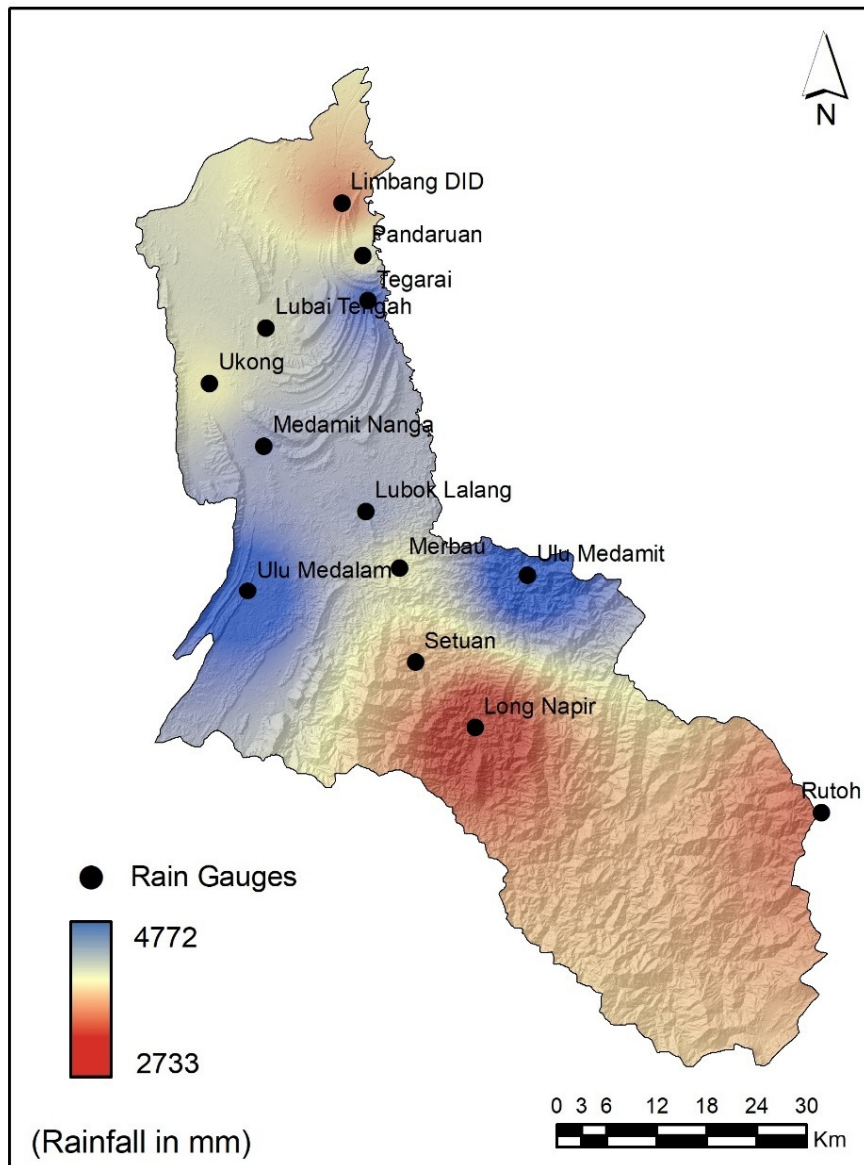 N
Limbang DID
Pandaruan
Tegarai
Lubai Tengah
Ukong
Medamit Nanga
Lubok Lalang
Merbau
Ulu Medamit
Ulu Medalam
Setuan
Long Napir
Rutoh
Rain Gauges
4772
2733
(Rainfall in mm)
0 3 6 12 18 24 30
Km